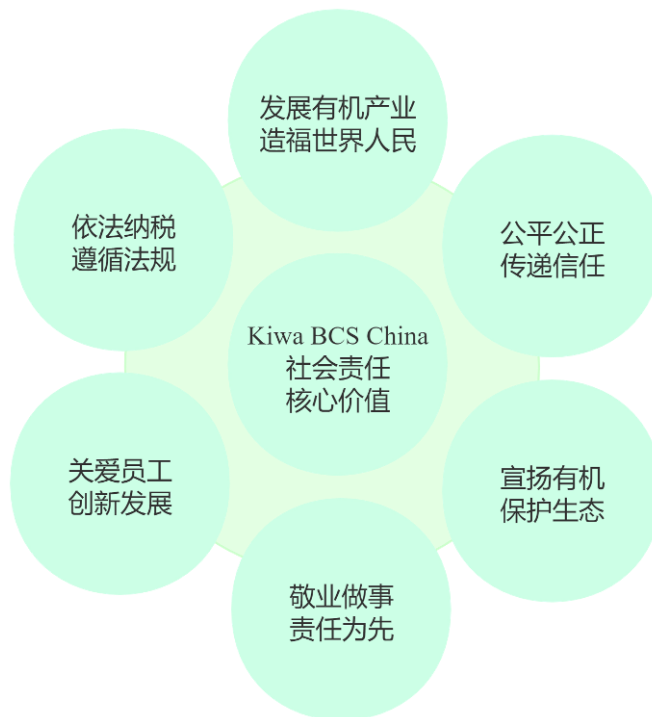 发展有机产业
造福世界人民
依法纳税
遵循法规
公平公正
传递信任
Kiwa BCS China
社会责任
核心价值
关爱员工
创新发展
宣扬有机
保护生态
敬业做事
责任为先